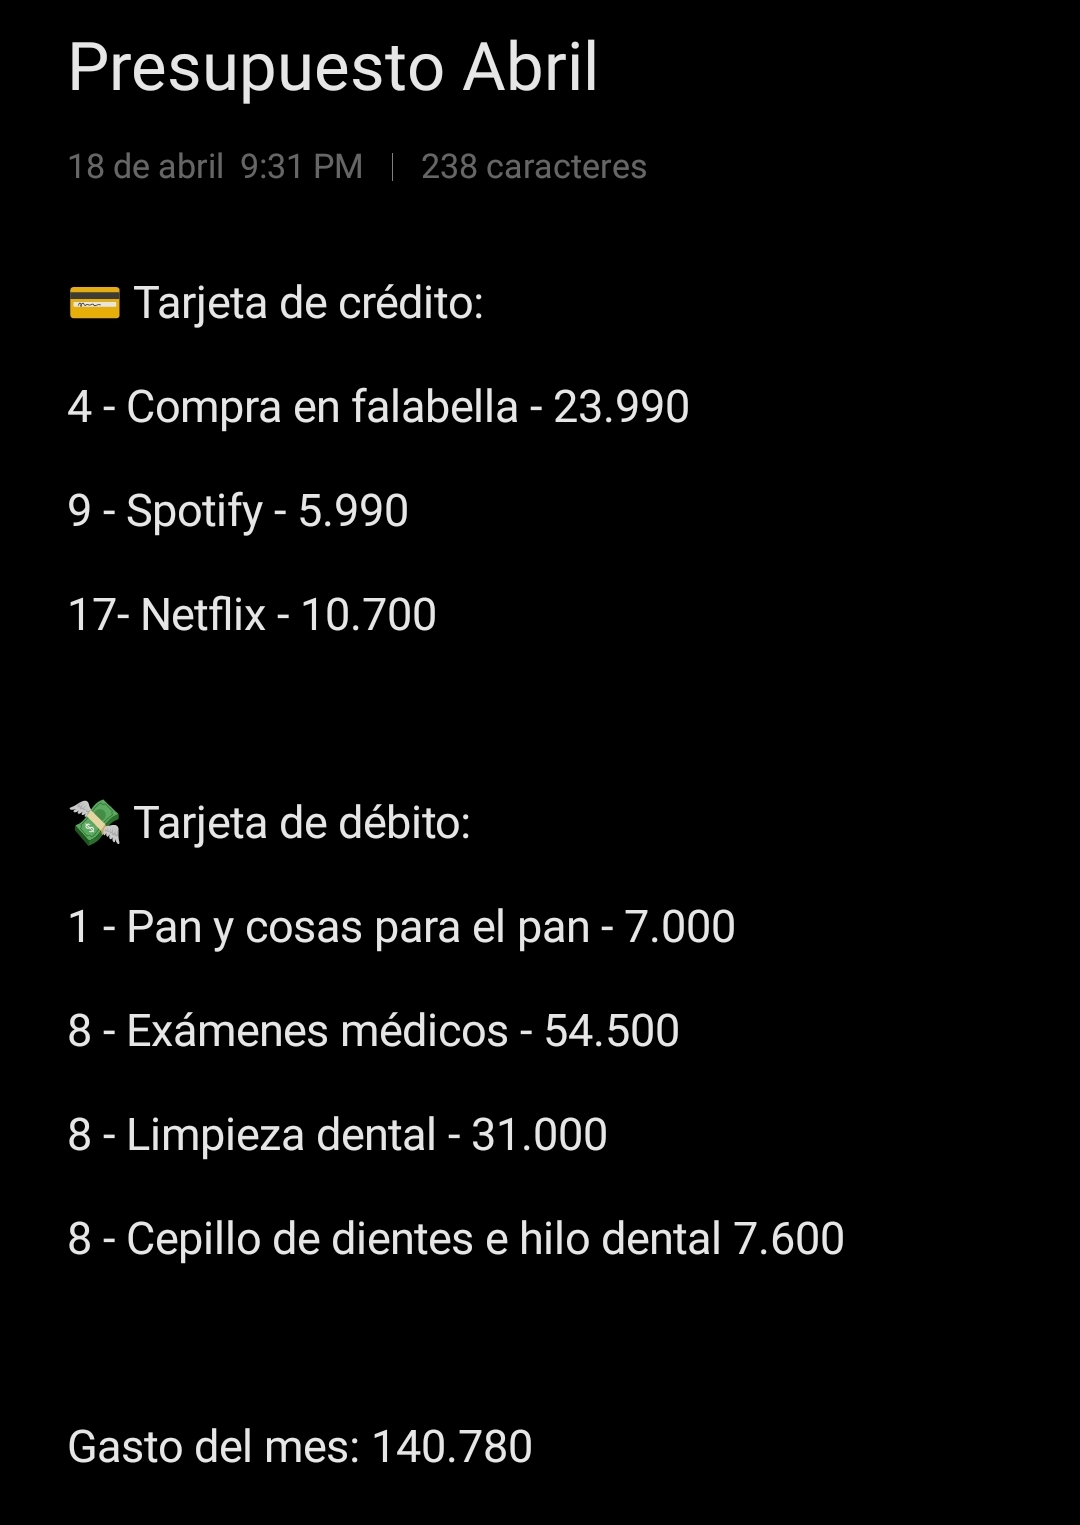 Presupuesto Abril
18 de abril 9:31 PM | 238 caracteres
💳 Tarjeta de crédito:
4 - Compra en falabella - 23.990
9 - Spotify - 5.990
17- Netflix - 10.700
💸 Tarjeta de débito:
1 - Pan y cosas para el pan - 7.000
8 - Exámenes médicos - 54.500
8 - Limpieza dental - 31.000
8 - Cepillo de dientes e hilo dental 7.600
Gasto del mes: 140.780